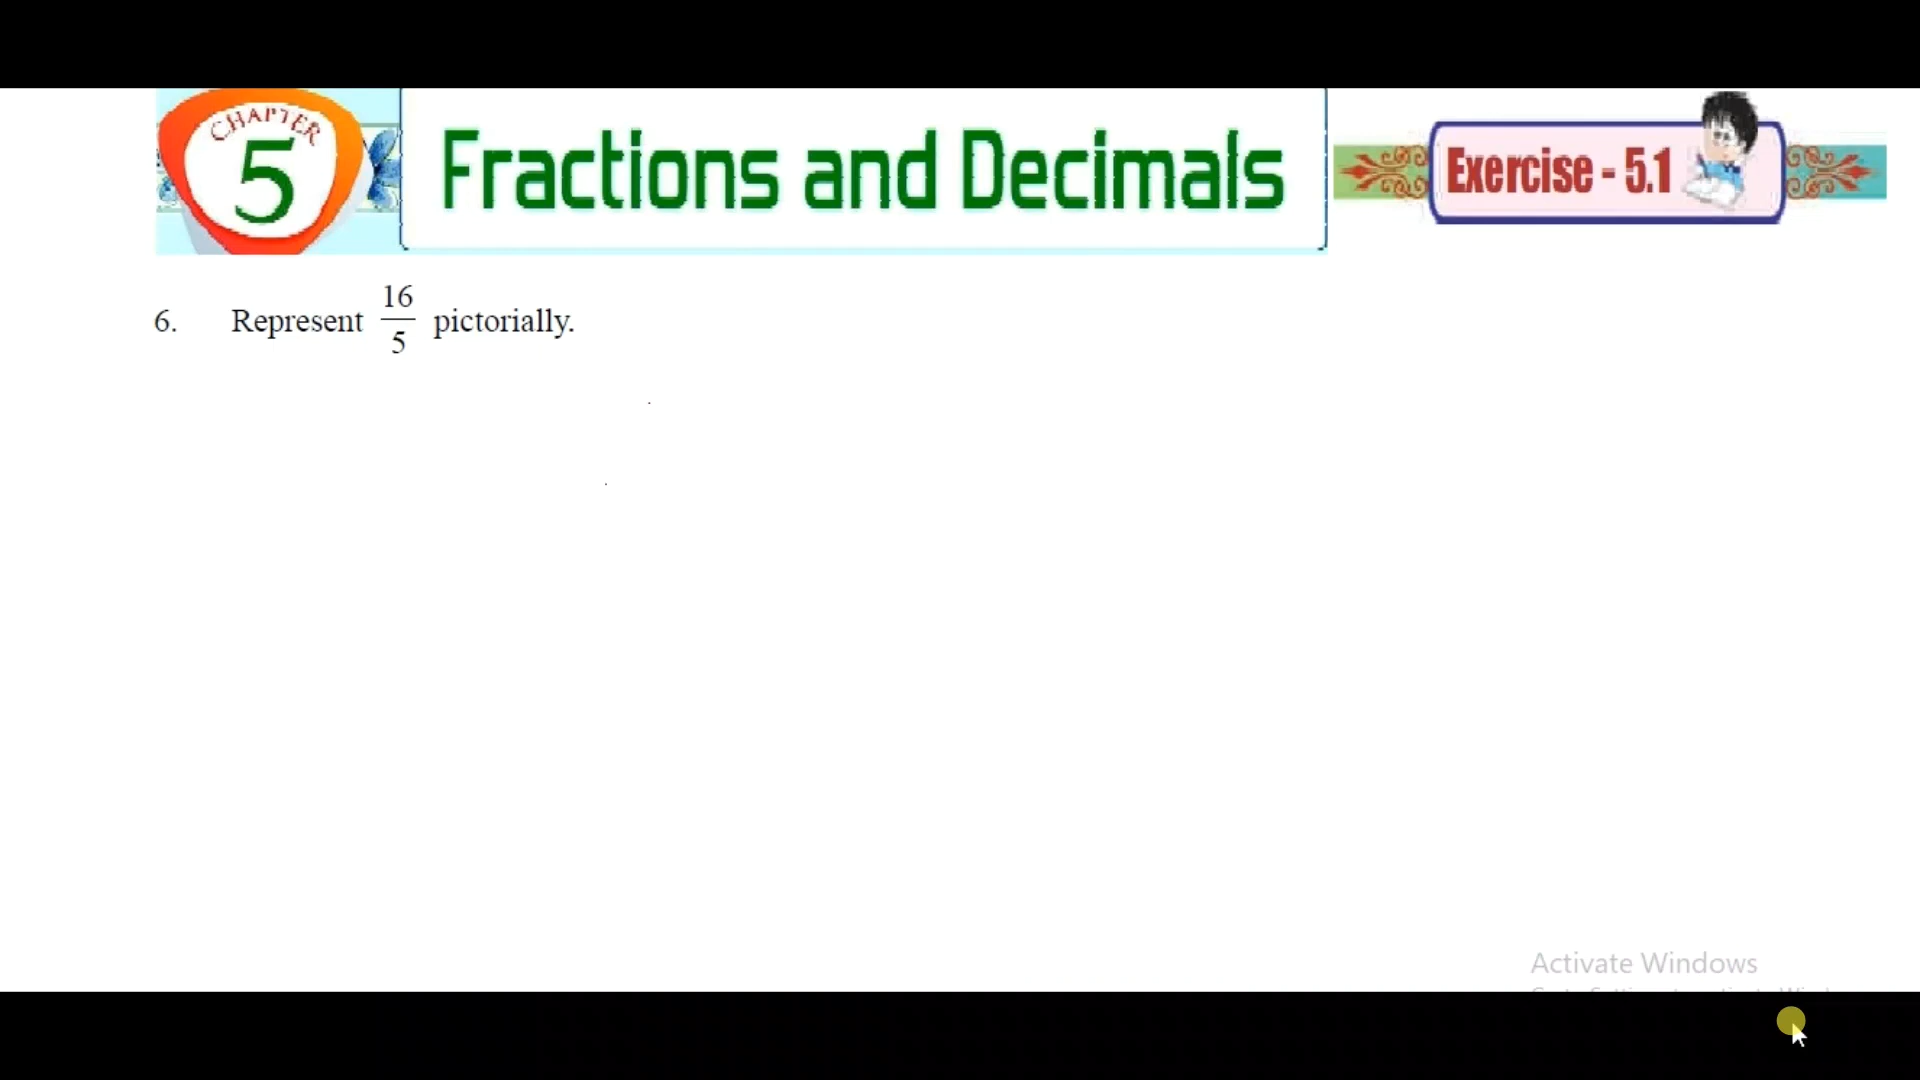 CHAPTER
5
Fractions and Decimals
Exercise - 5.1
6. Represent 16/5 pictorially.
Activate Windows